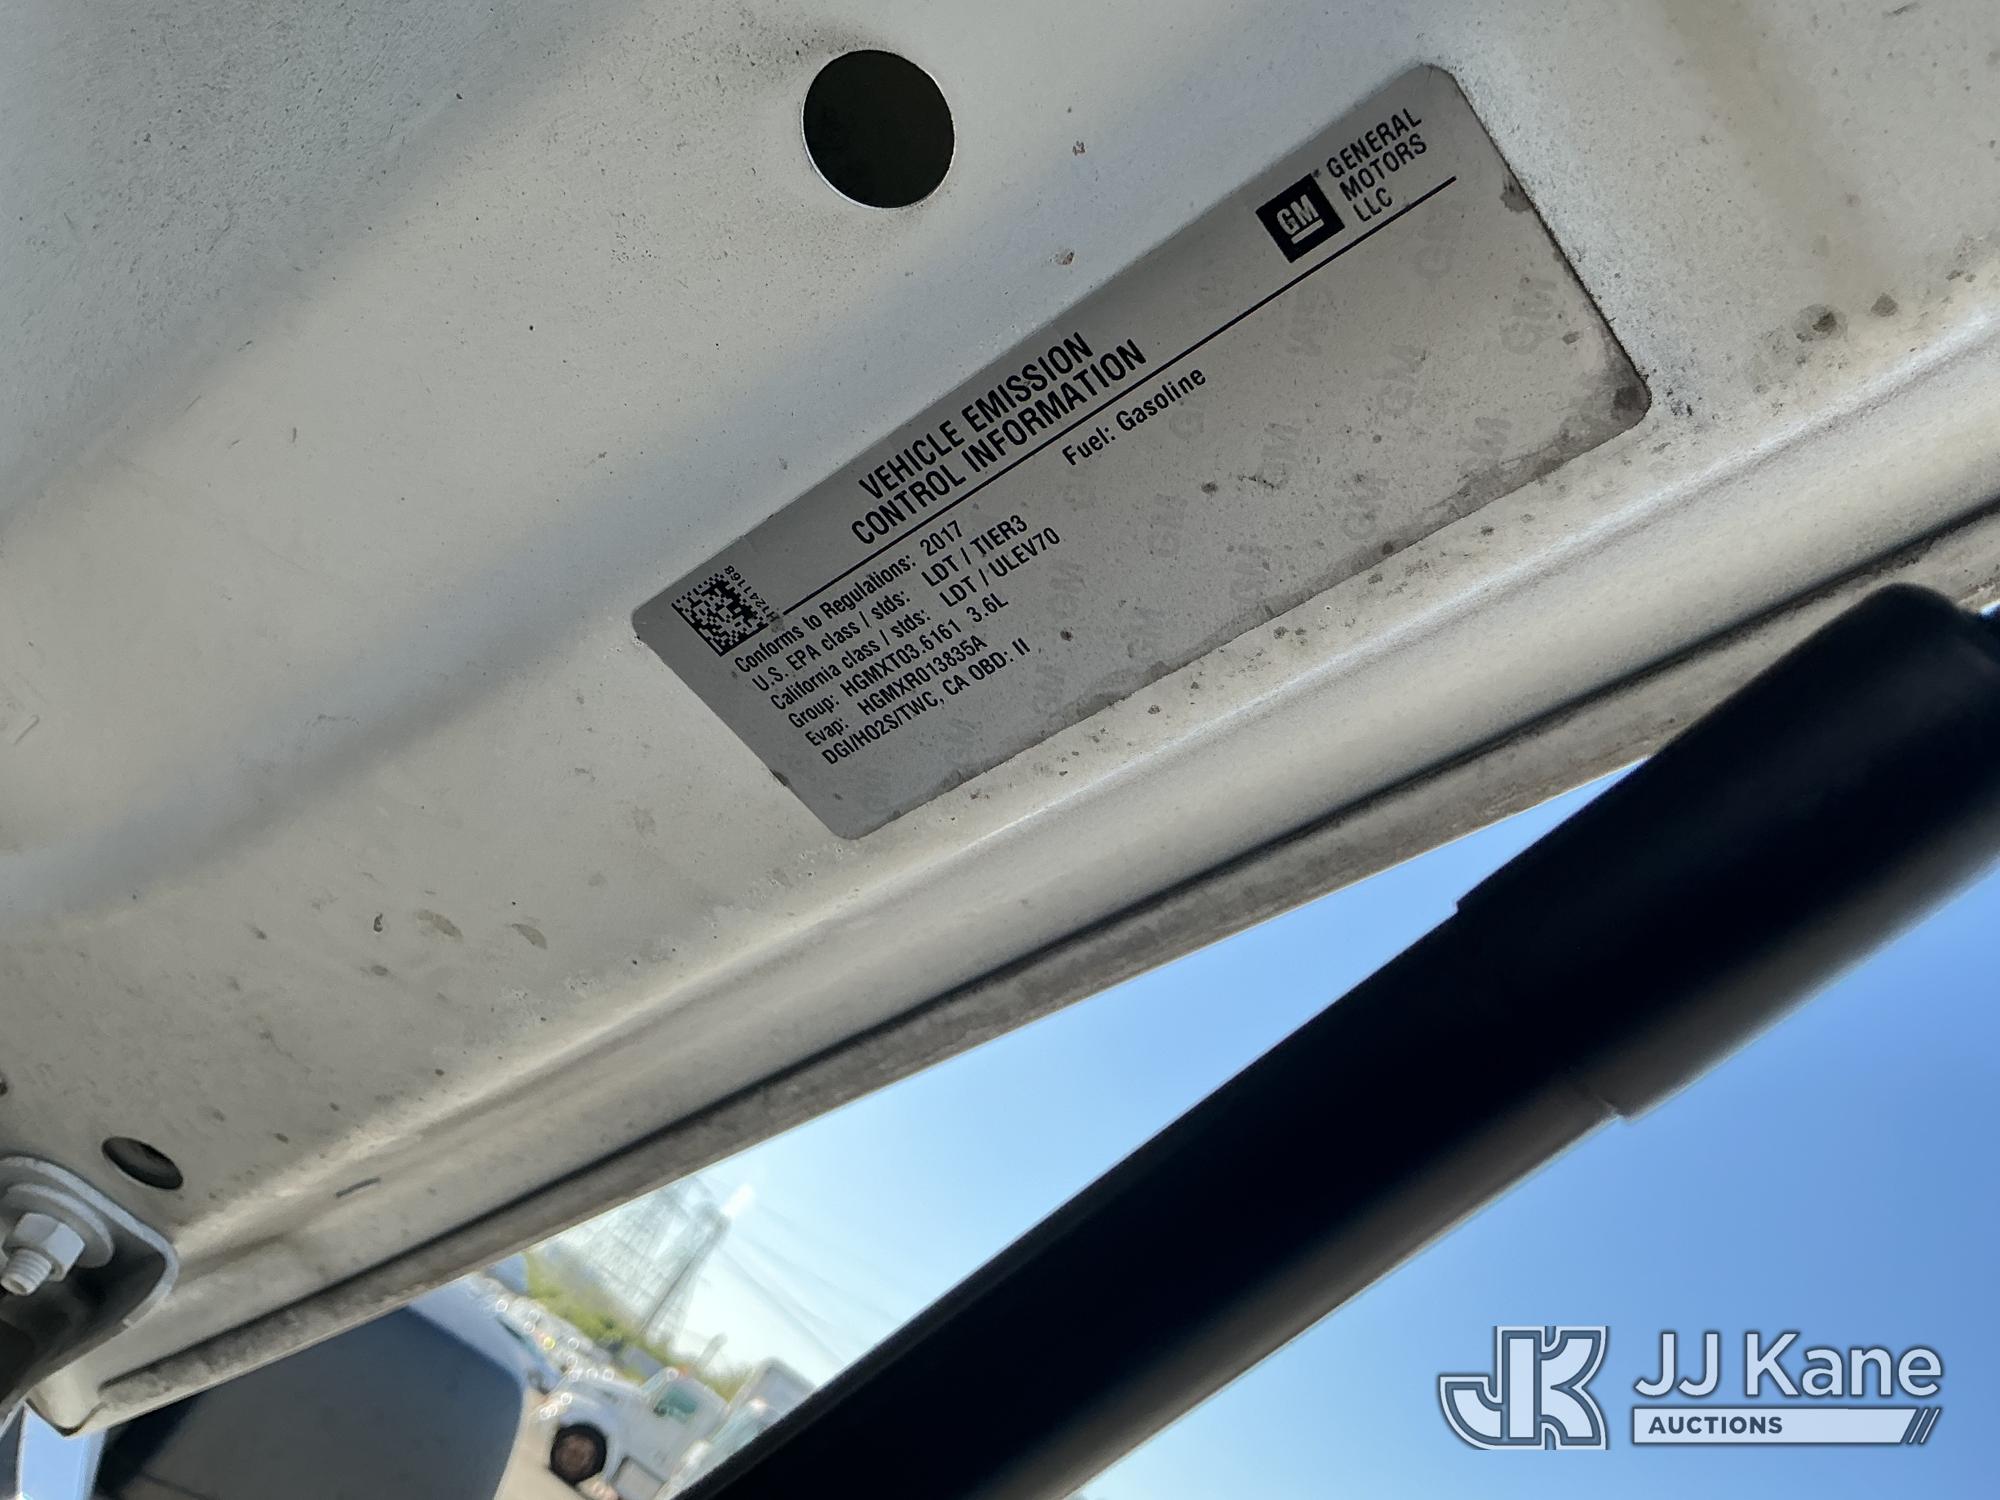 GM
GENERAL
MOTORS
LLC
VEHICLE EMISSION
CONTROL INFORMATION
Fuel: Gasoline
Conforms to Regulations: 2017
U.S. EPA class / stds: LDT / TIER3
California class / stds: LDT / ULEV70
Group: HGMXT03.6161 3.6L
Evap: HGMXR013835A
DGI/HO2S/TWC, CA OBD: II
JK JJ Kane
AUCTIONS